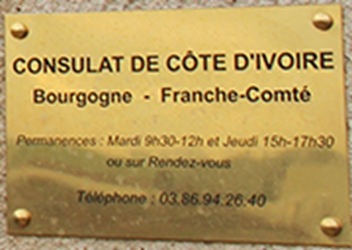 CONSULAT DE CÔTE D'IVOIRE
Bourgogne - Franche-Comté
Permanences : Mardi 9h30-12h et Jeudi 15h-17h30
ou sur Rendez-vous
Téléphone : 03.86.94.26.40